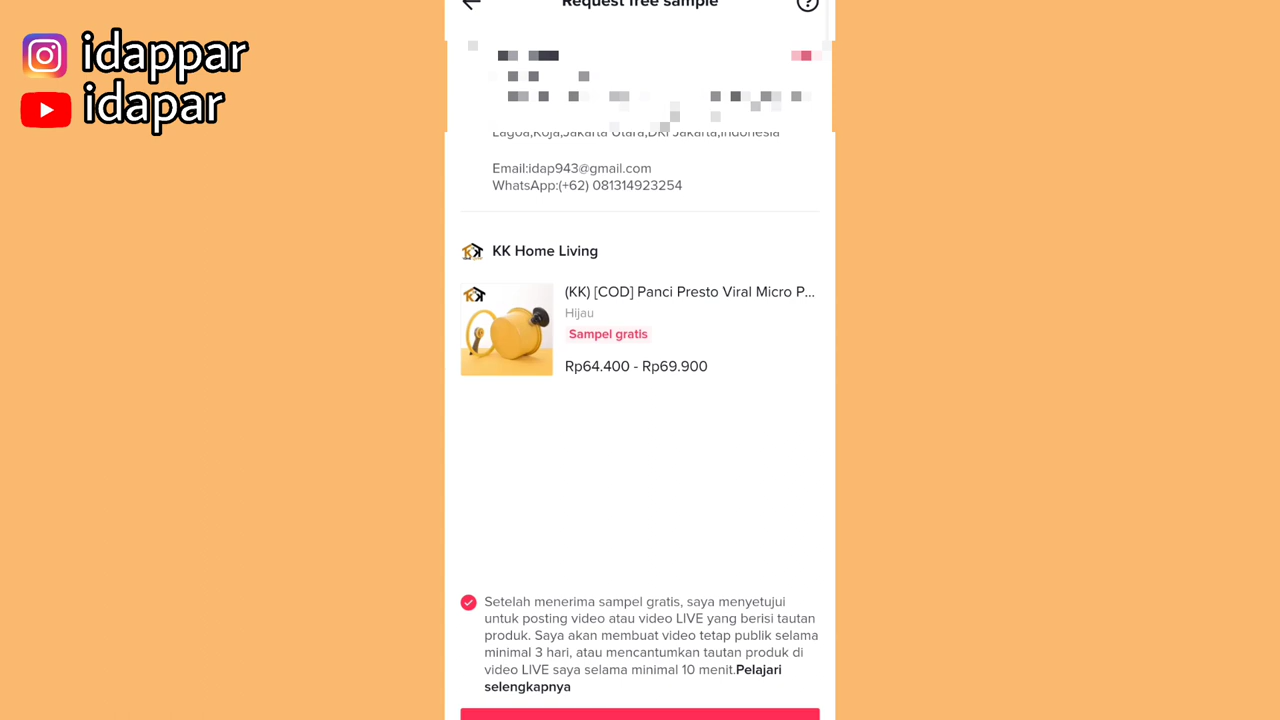 Request free sample
idappar
idapar
Lagoa,Koja,Jakarta Utara,DKI Jakarta,Indonesia
Email:idap943@gmail.com
WhatsApp:(+62) 081314923254
KK Home Living
(KK) [COD] Panci Presto Viral Micro P...
Hijau
Sampel gratis
Rp64.400 - Rp69.900
Setelah menerima sampel gratis, saya menyetujui
untuk posting video atau video LIVE yang berisi tautan
produk. Saya akan membuat video tetap publik selama
minimal 3 hari, atau mencantumkan tautan produk di
video LIVE saya selama minimal 10 menit.Pelajari
selengkapnya